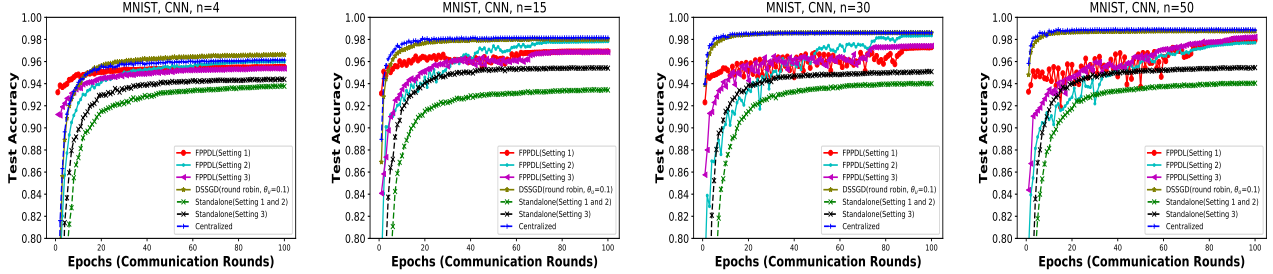 MNIST, CNN, n=4
1.00
0.98
0.96
0.94
0.92
0.90
0.88
0.86
0.84
0.82
0.80
Test Accuracy
0
20
40
60
80
100
Epochs (Communication Rounds)
FPPDL(Setting 1)
FPPDL(Setting 2)
FPPDL(Setting 3)
DSSGD(round robin, θu=0.1)
Standalone(Setting 1 and 2)
Standalone(Setting 3)
Centralized
MNIST, CNN, n=15
1.00
0.98
0.96
0.94
0.92
0.90
0.88
0.86
0.84
0.82
0.80
Test Accuracy
0
20
40
60
80
100
Epochs (Communication Rounds)
FPPDL(Setting 1)
FPPDL(Setting 2)
FPPDL(Setting 3)
DSSGD(round robin, θu=0.1)
Standalone(Setting 1 and 2)
Standalone(Setting 3)
Centralized
MNIST, CNN, n=30
1.00
0.98
0.96
0.94
0.92
0.90
0.88
0.86
0.84
0.82
0.80
Test Accuracy
0
20
40
60
80
100
Epochs (Communication Rounds)
FPPDL(Setting 1)
FPPDL(Setting 2)
FPPDL(Setting 3)
DSSGD(round robin, θu=0.1)
Standalone(Setting 1 and 2)
Standalone(Setting 3)
Centralized
MNIST, CNN, n=50
1.00
0.98
0.96
0.94
0.92
0.90
0.88
0.86
0.84
0.82
0.80
Test Accuracy
0
20
40
60
80
100
Epochs (Communication Rounds)
FPPDL(Setting 1)
FPPDL(Setting 2)
FPPDL(Setting 3)
DSSGD(round robin, θu=0.1)
Standalone(Setting 1 and 2)
Standalone(Setting 3)
Centralized